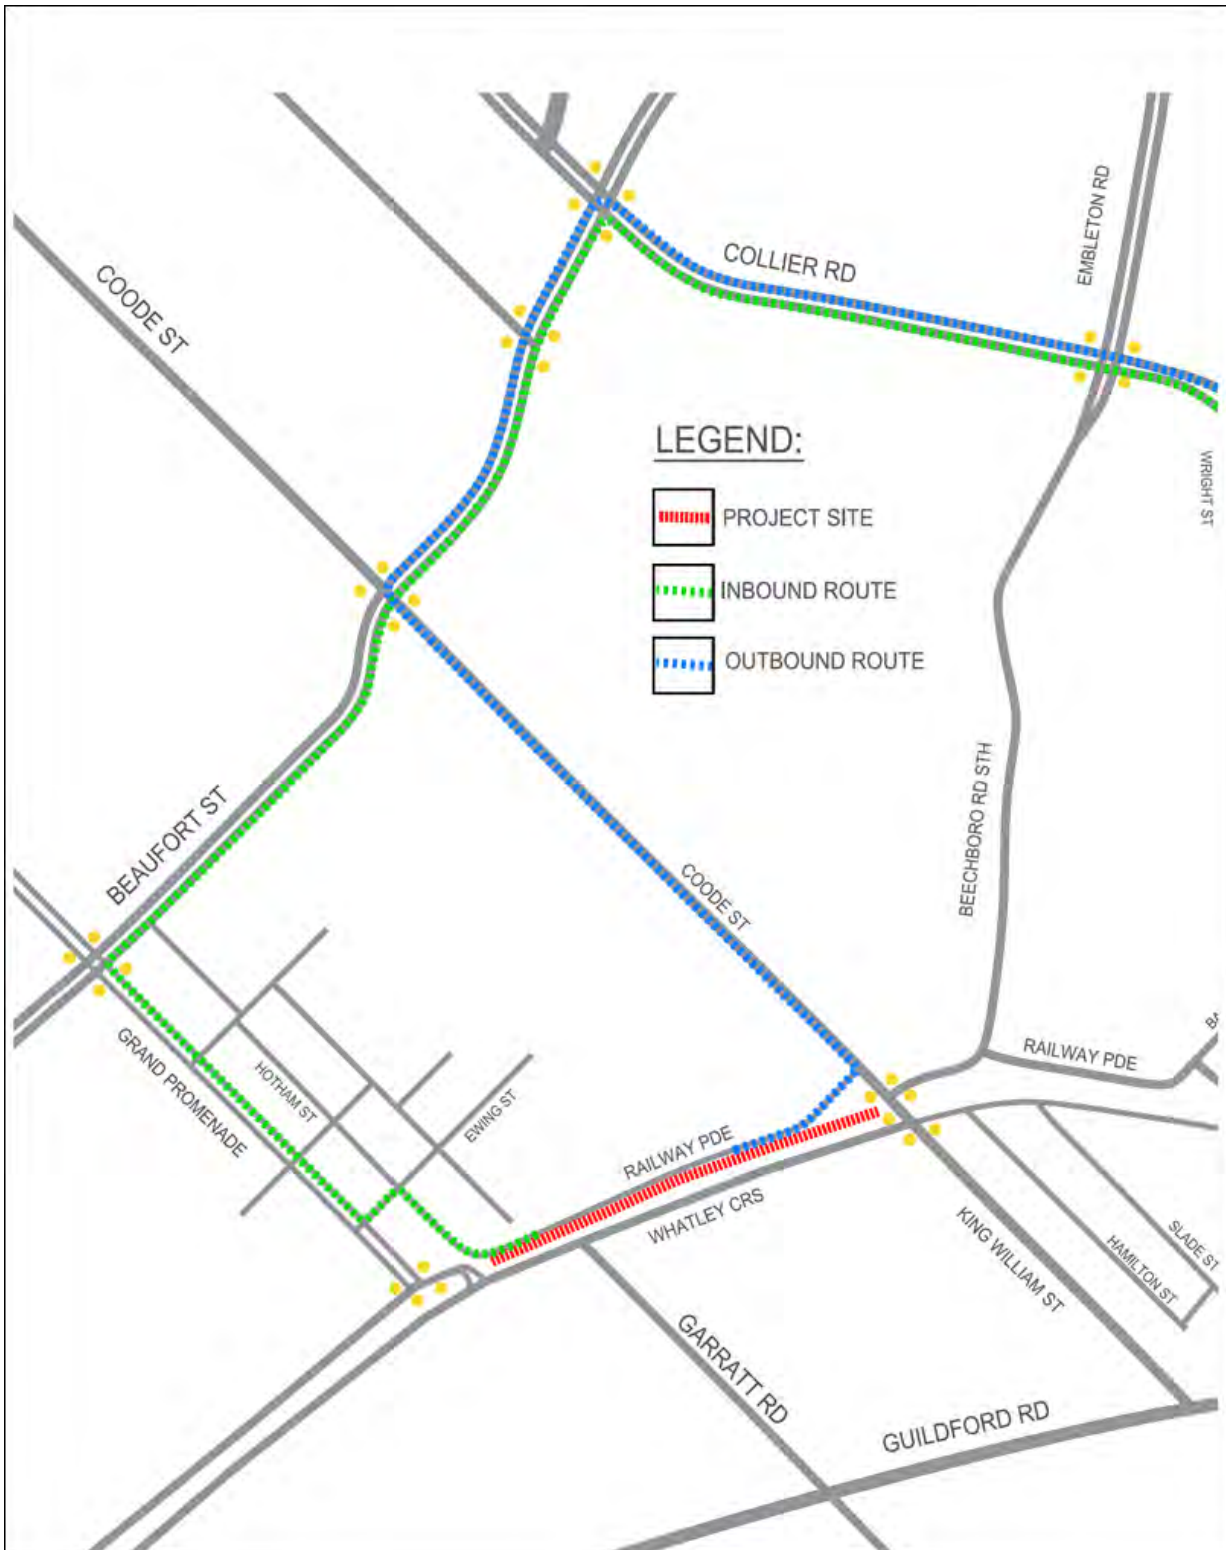 EMBLETON RD
COLLIER RD
COODE ST
LEGEND:
PROJECT SITE
INBOUND ROUTE
OUTBOUND ROUTE
WRIGHT ST
BEAUFORT ST
COODE ST
BEECHBORO RD STH
GRAND PROMENADE
HOTHAM ST
EWING ST
RAILWAY PDE
RAILWAY PDE
BA
WHATLEY CRS
KING WILLIAM ST
SLADE ST
HAMILTON ST
GARRATT RD
GUILDFORD RD